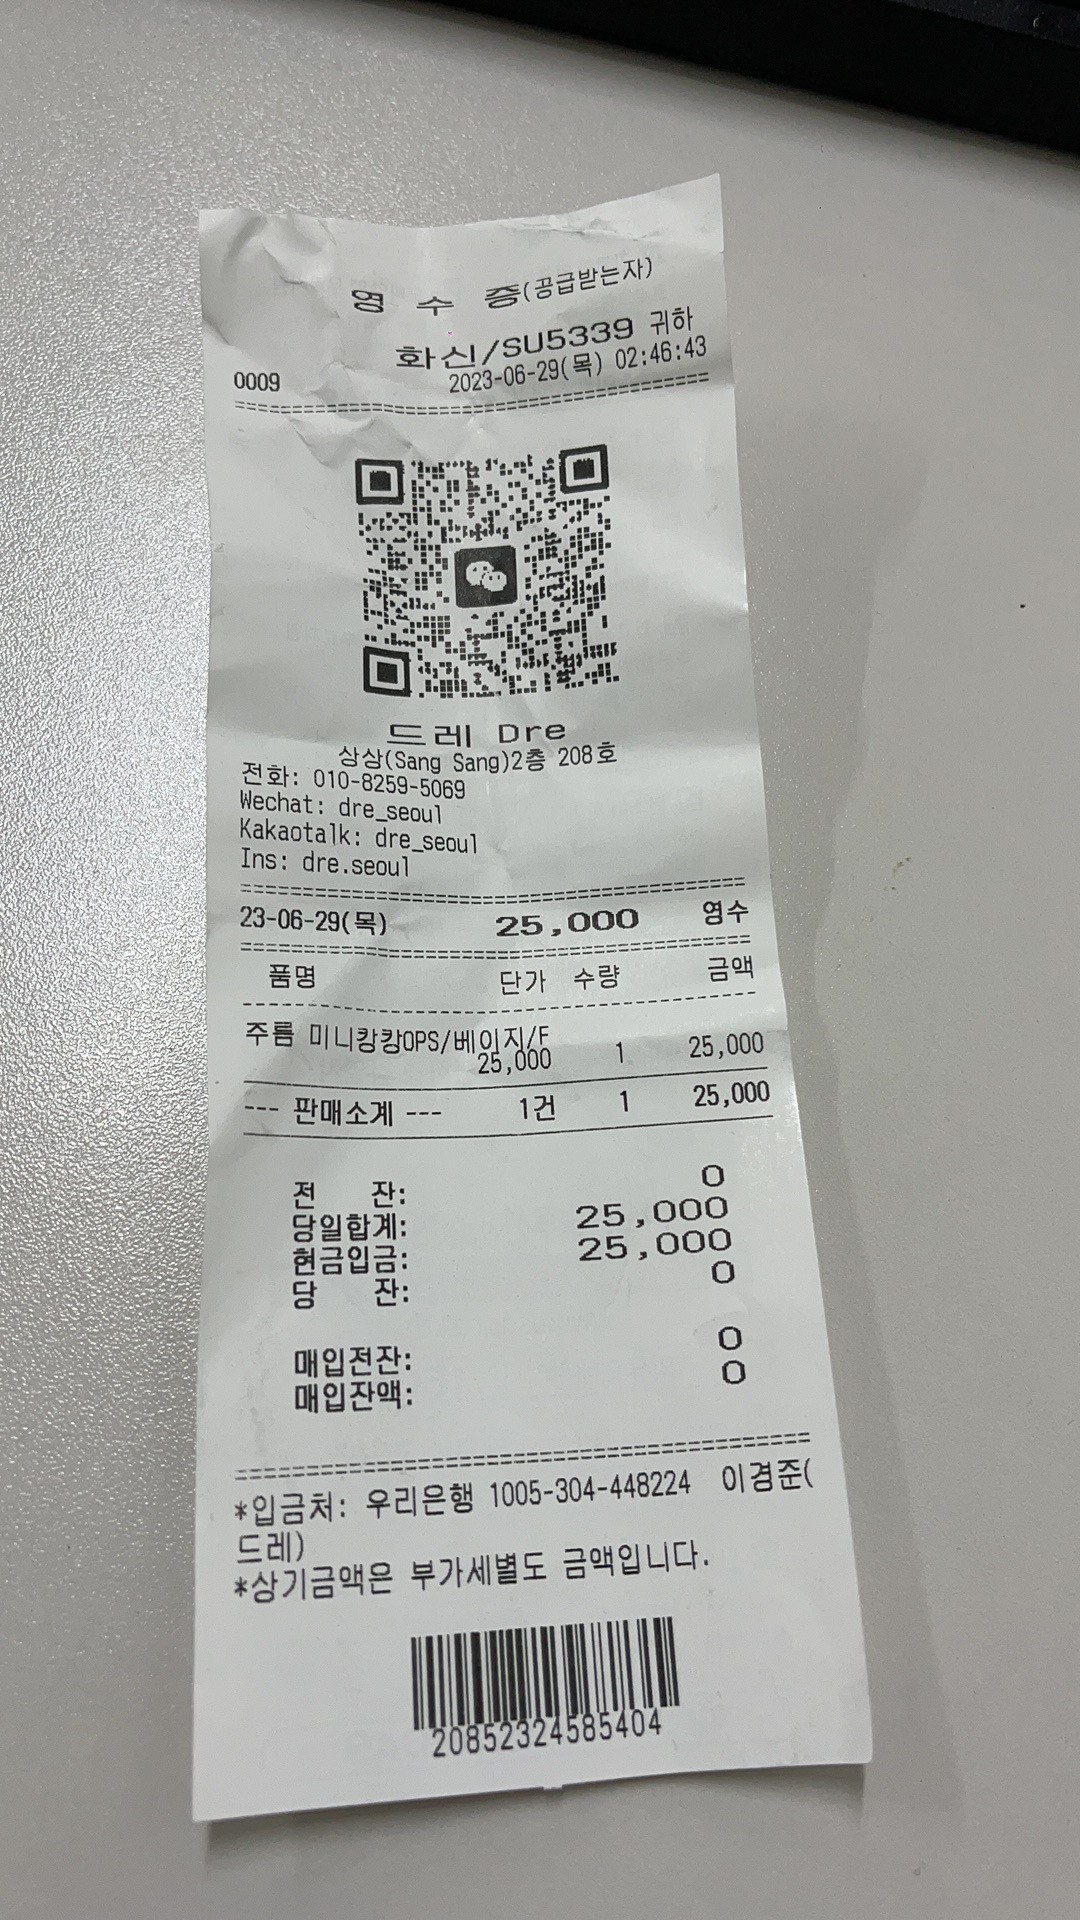 영 수 증(공급받는자)
화신/SU5339 귀하
0009 2023-06-29(목) 02:46:43
드레 Dre
상상(Sang Sang)2층 208호
전화: 010-8259-5069
Wechat: dre_seoul
Kakaotalk: dre_seoul
Ins: dre.seoul
23-06-29(목) 25,000 영수
품명 단가 수량 금액
주름 미니캉캉OPS/베이지/F
25,000 1 25,000
--- 판매소계 --- 1건 1 25,000
전 잔: 0
당일합계: 25,000
현금입금: 25,000
당 잔: 0
매입전잔: 0
매입잔액: 0
*입금처: 우리은행 1005-304-448224 이경준(
드레)
*상기금액은 부가세별도 금액입니다.
20852324585404